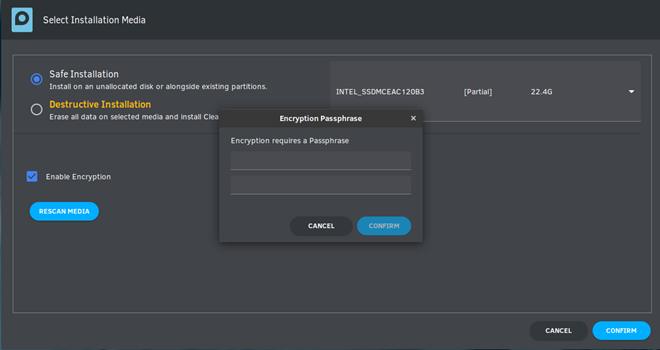 Select Installation Media
Safe Installation
Install on an unallocated disk or alongside existing partitions.
INTEL_SSDMCEAC120B3 [Partial] 22.4G
Destructive Installation
Erase all data on selected media and install
Encryption Passphrase
Encryption requires a Passphrase
Enable Encryption
RESCAN MEDIA
CANCEL CONFIRM
CANCEL CONFIRM